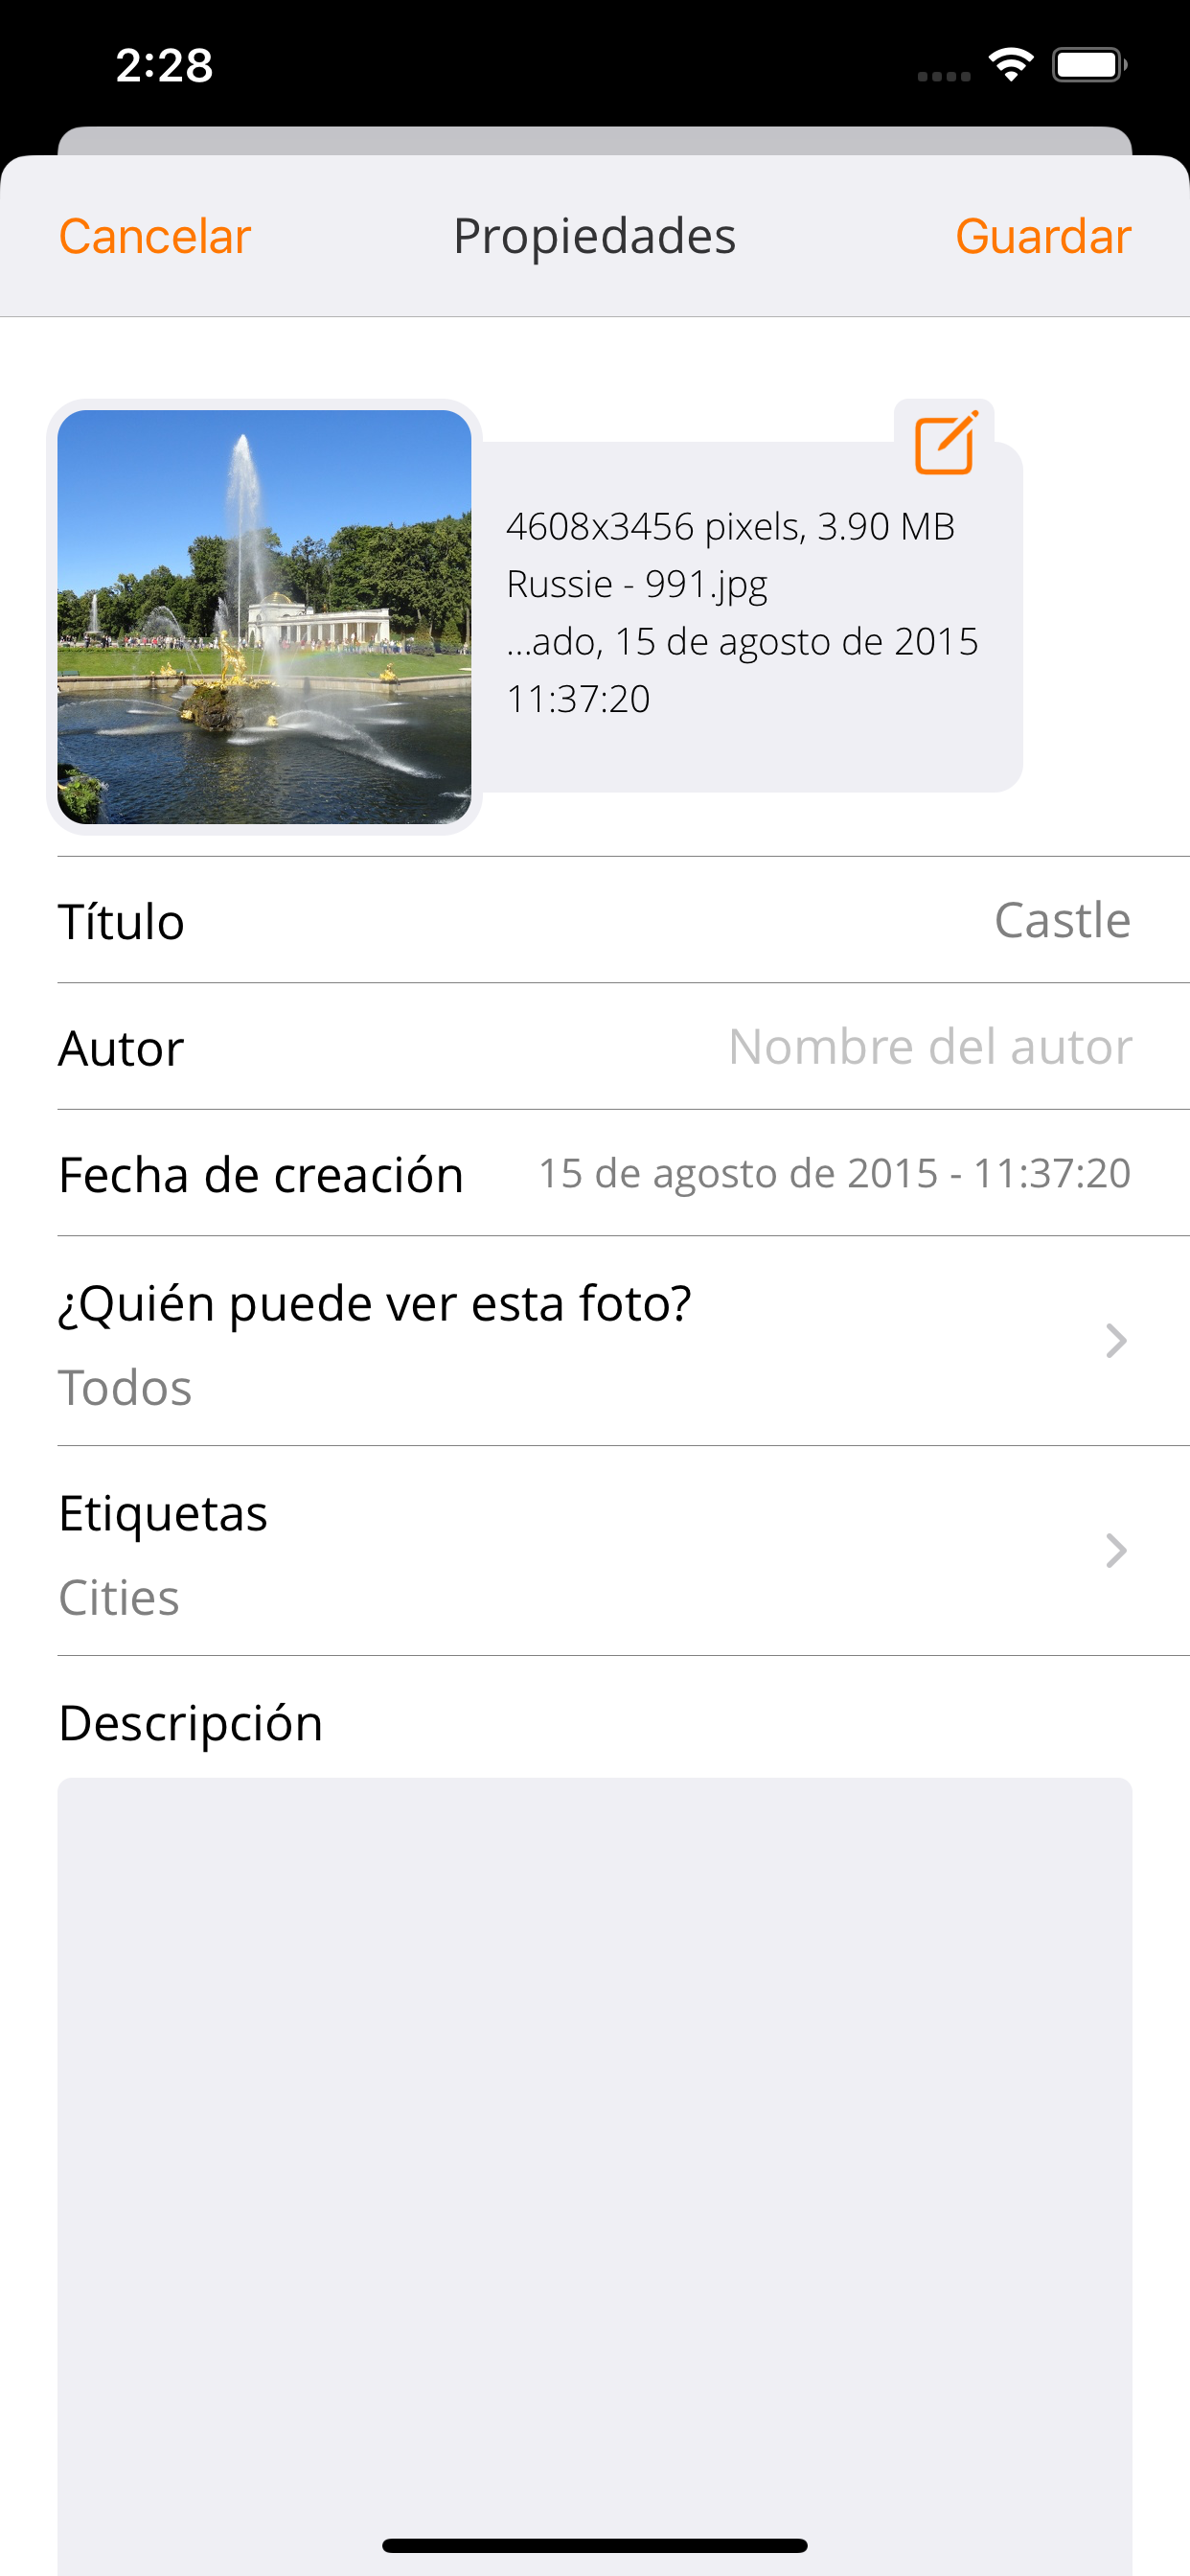 2:28
Cancelar Propiedades Guardar
4608x3456 pixels, 3.90 MB
Russie - 991.jpg
...ado, 15 de agosto de 2015
11:37:20
Título Castle
Autor Nombre del autor
Fecha de creación 15 de agosto de 2015 - 11:37:20
¿Quién puede ver esta foto?
Todos
Etiquetas
Cities
Descripción